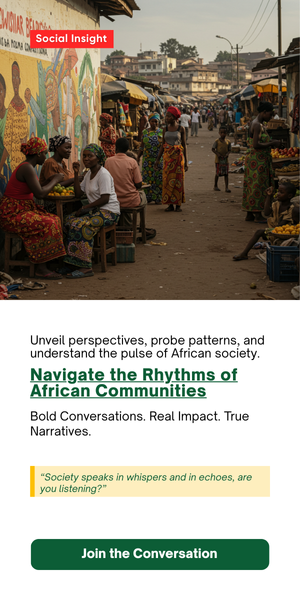 Social Insight
Unveil perspectives, probe patterns, and
understand the pulse of African society.
Navigate the Rhythms of
African Communities
Bold Conversations. Real Impact. True
Narratives.
“Society speaks in whispers and in echoes, are
you listening?”
Join the Conversation